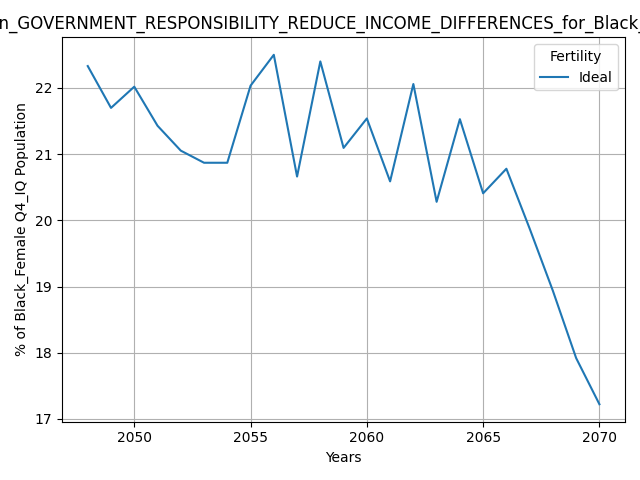 n_GOVERNMENT_RESPONSIBILITY_REDUCE_INCOME_DIFFERENCES_for_Black_
Fertility
Ideal
% of Black_Female Q4_IQ Population
22
21
20
19
18
17
2050
2055
2060
2065
2070
Years